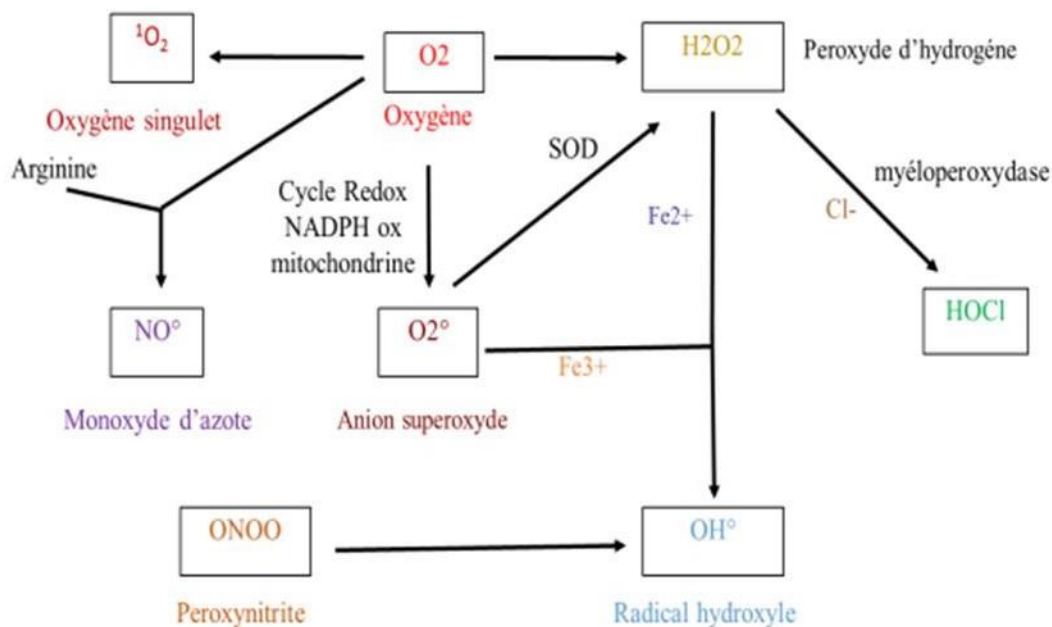 ¹O₂
O2
H2O2
Peroxyde d’hydrogéne
Oxygène singulet
Oxygène
Arginine
SOD
myéloperoxydase
Cycle Redox
NADPH ox
mitochondrine
Fe2+
Cl-
NO°
O2°
HOCl
Fe3+
Monoxyde d’azote
Anion superoxyde
ONOO
OH°
Peroxynitrite
Radical hydroxyle